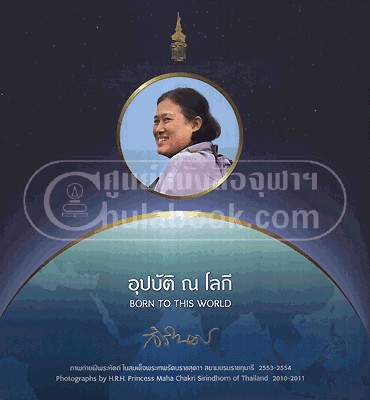 ศูนย์หนังสือจุฬาฯ
chulabook.com
อุปบัติ ณ โลกี
BORN TO THIS WORLD
ภาพถ่ายฝีพระหัตถ์ ในสมเด็จพระเทพรัตนราชสุดาฯ สยามบรมราชกุมารี 2553-2554
Photographs by H.R.H. Princess Maha Chakri Sirindhorn of Thailand 2010-2011